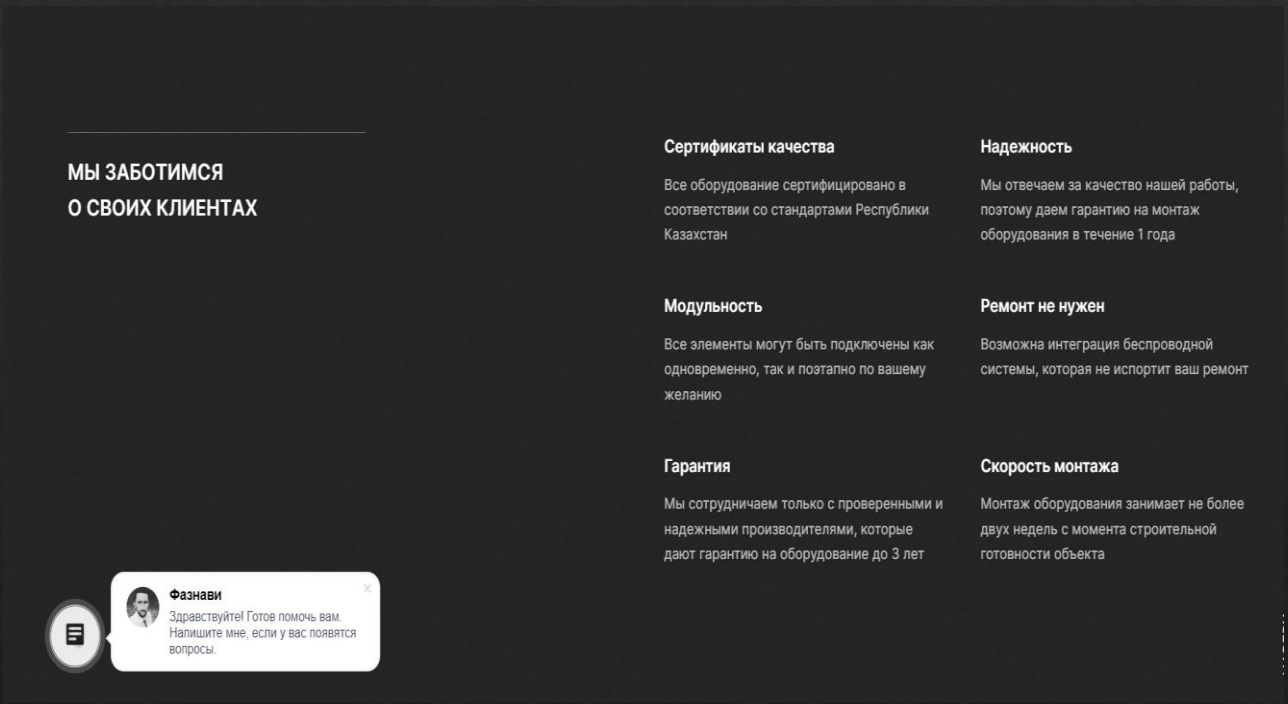 МЫ ЗАБОТИМСЯ
О СВОИХ КЛИЕНТАХ
Сертификаты качества
Все оборудование сертифицировано в
соответствии со стандартами Республики
Казахстан
Надежность
Мы отвечаем за качество нашей работы,
поэтому даем гарантию на монтаж
оборудования в течение 1 года
Модульность
Все элементы могут быть подключены как
одновременно, так и поэтапно по вашему
желанию
Ремонт не нужен
Возможна интеграция беспроводной
системы, которая не испортит ваш ремонт
Гарантия
Мы сотрудничаем только с проверенными и
надежными производителями, которые
дают гарантию на оборудование до 3 лет
Скорость монтажа
Монтаж оборудования занимает не более
двух недель с момента строительной
готовности объекта
Фазнави
Здравствуйте! Готов помочь вам.
Напишите мне, если у вас появятся
вопросы.